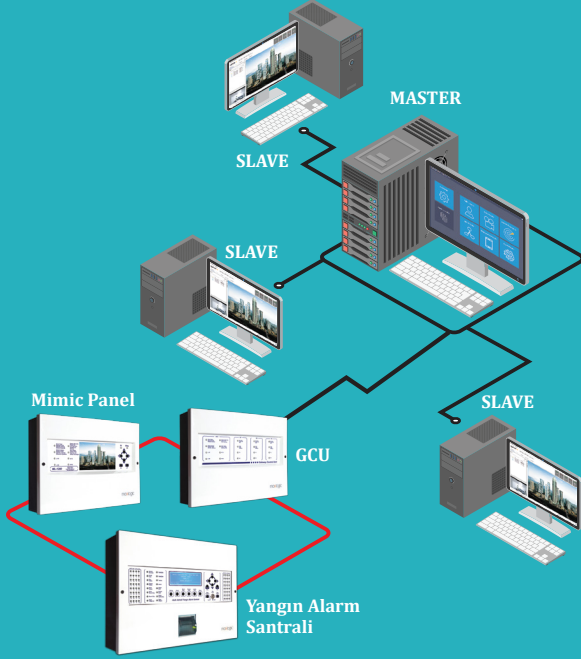 MASTER
SLAVE
SLAVE
Mimic Panel
SLAVE
GCU
Yangın Alarm
Santrali